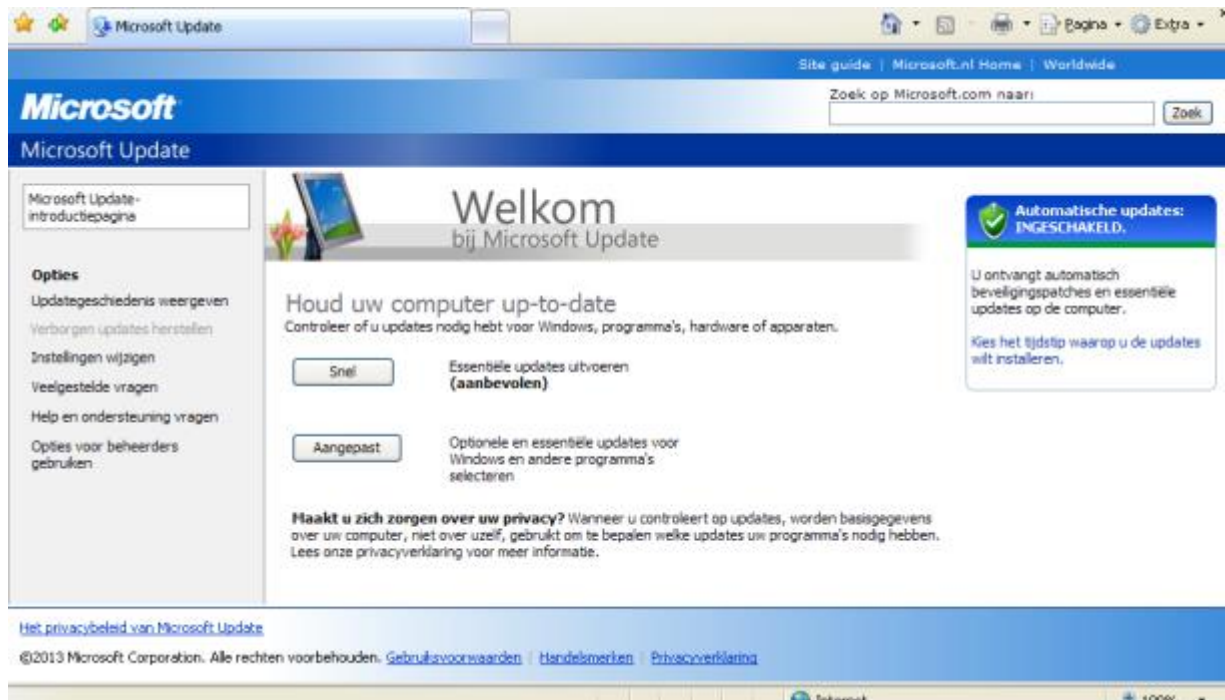 Microsoft Update
Pagina
Extra
Site guide | Microsoft.nl Home | Worldwide
Microsoft
Zoek op Microsoft.com naar:
Zoek
Microsoft Update
Microsoft Update-
introductiepagina
Opties
Updategeschiedenis weergeven
Verborgen updates herstellen
Instellingen wijzigen
Veelgestelde vragen
Help en ondersteuning vragen
Opties voor beheerders
gebruiken
Welkom
bij Microsoft Update
Houd uw computer up-to-date
Controleer of u updates nodig hebt voor Windows, programma's, hardware of apparaten.
Snel
Essentiële updates uitvoeren
(aanbevolen)
Aangepast
Optionele en essentiële updates voor
Windows en andere programma's
selecteren
Maakt u zich zorgen over uw privacy? Wanneer u controleert op updates, worden basisgegevens
over uw computer, niet over uzelf, gebruikt om te bepalen welke updates uw programma's nodig hebben.
Lees onze privacyverklaring voor meer informatie.
Automatische updates:
INGESCHAKELD.
U ontvangt automatisch
beveiligingspatches en essentiële
updates op de computer.
Kies het tijdstip waarop u de updates
wilt installeren.
Het privacybeleid van Microsoft Update
©2013 Microsoft Corporation. Alle rechten voorbehouden. Gebruiksvoorwaarden | Handelsmerken | Privacyverklaring
Internet
100%